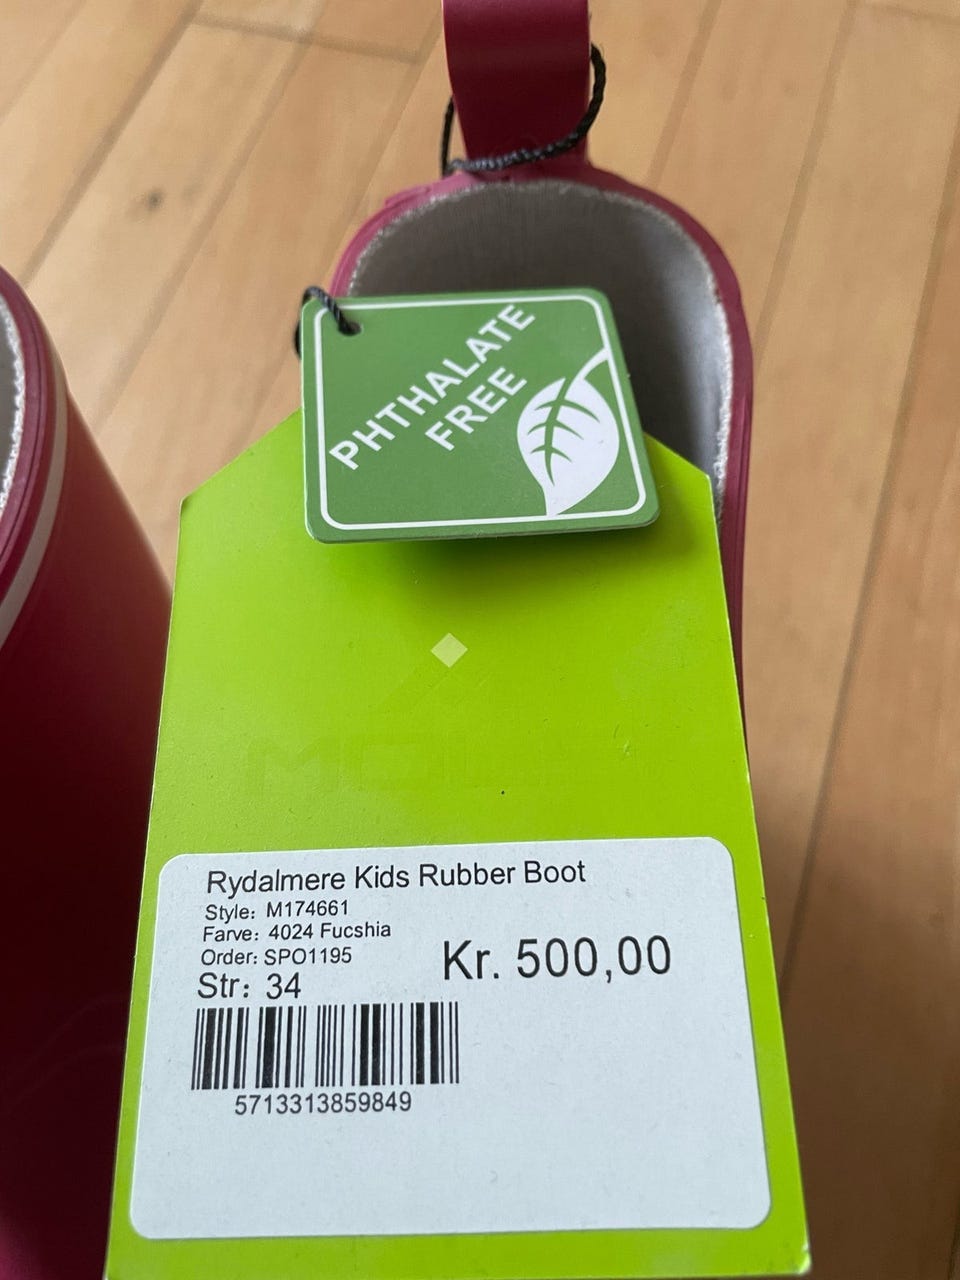 PHTHALATE
FREE
Rydalmere Kids Rubber Boot
Style: M174661
Farve: 4024 Fucshia
Order: SPO1195
Kr. 500,00
Str: 34
5713313859849